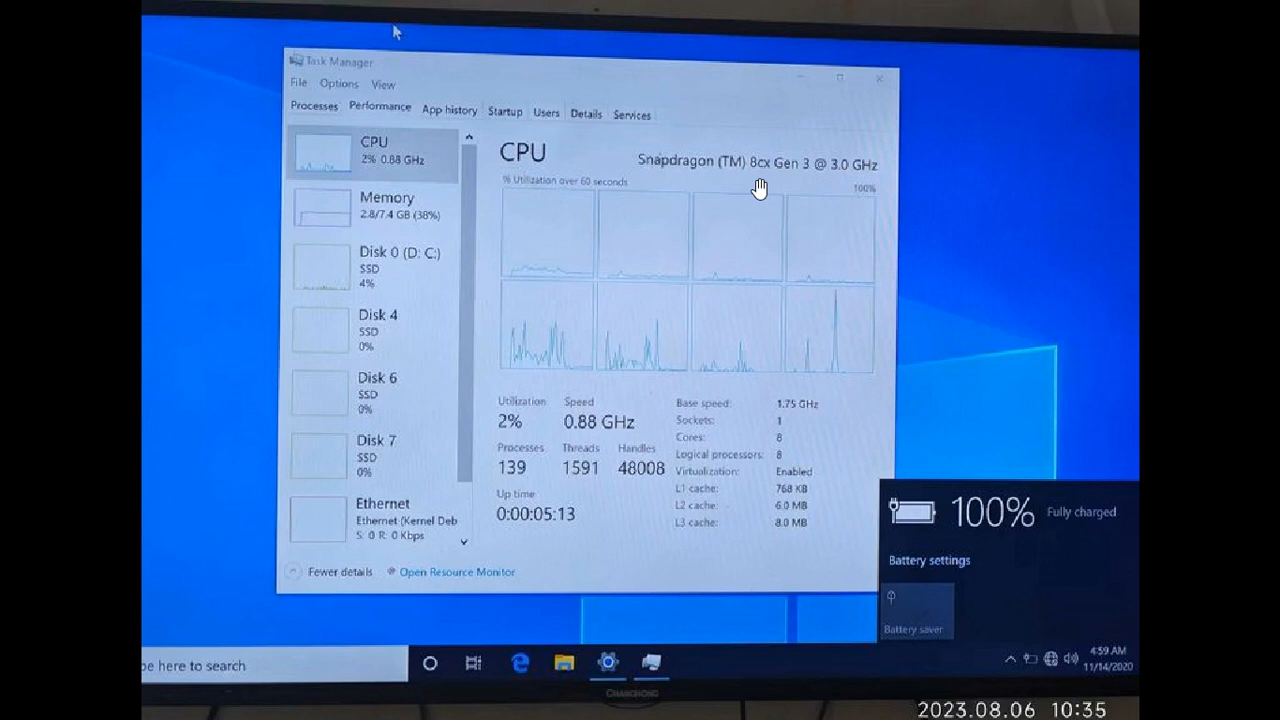 Task Manager
File Options View
Processes Performance App history Startup Users Details Services
CPU
2% 0.88 GHz
Memory
2.8/7.4 GB (38%)
Disk 0 (D: C:)
SSD
4%
Disk 4
SSD
0%
Disk 6
SSD
0%
Disk 7
SSD
0%
Ethernet
Ethernet (Kernel Deb
S: 0 R: 0 Kbps
CPU
Snapdragon (TM) 8cx Gen 3 @ 3.0 GHz
% Utilization over 60 seconds
100%
Utilization Speed
2% 0.88 GHz
Processes Threads Handles
139 1591 48008
Up time
0:00:05:13
Base speed: 1.75 GHz
Sockets: 1
Cores: 8
Logical processors: 8
Virtualization: Enabled
L1 cache: 768 KB
L2 cache: 6.0 MB
L3 cache: 8.0 MB
Fewer details Open Resource Monitor
100% Fully charged
Battery settings
Battery saver
pe here to search
4:59 AM
11/14/2020
CHANGHONG
2023.08.06 10:35